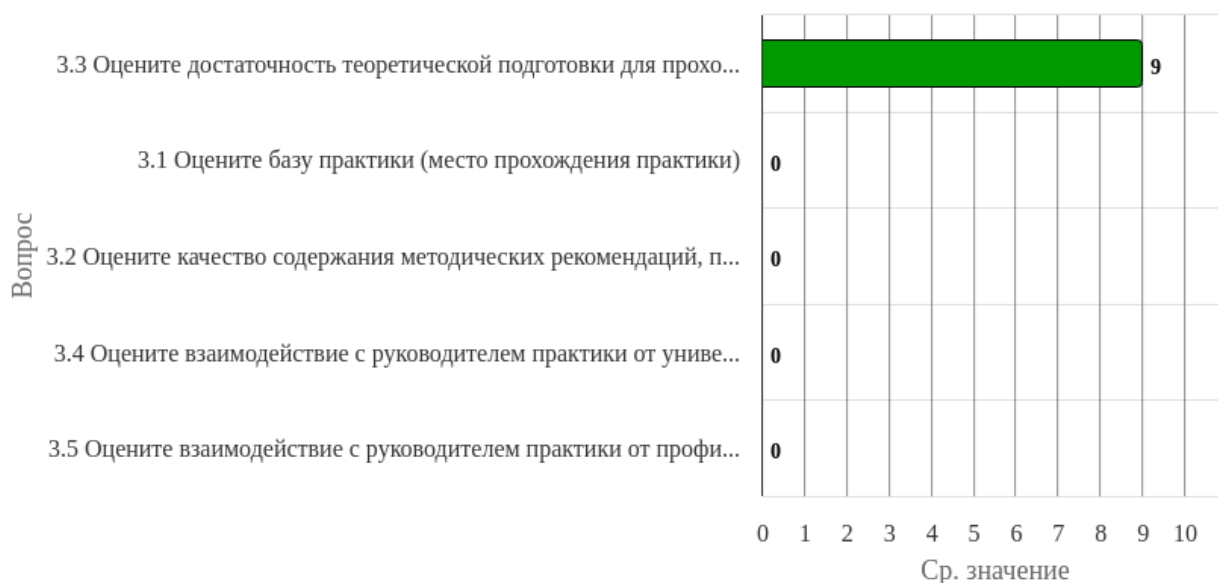 3.3 Оцените достаточность теоретической подготовки для прохо...
9
3.1 Оцените базу практики (место прохождения практики)
0
3.2 Оцените качество содержания методических рекомендаций, п...
0
3.4 Оцените взаимодействие с руководителем практики от униве...
0
3.5 Оцените взаимодействие с руководителем практики от профи...
0
Вопрос
0 1 2 3 4 5 6 7 8 9 10
Ср. значение